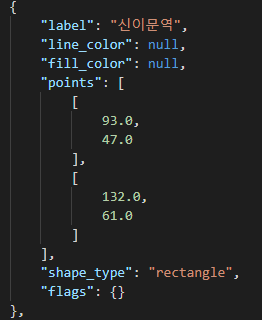 {
"label": "신이문역",
"line_color": null,
"fill_color": null,
"points": [
[
93.0,
47.0
],
[
132.0,
61.0
]
],
"shape_type": "rectangle",
"flags": {}
},